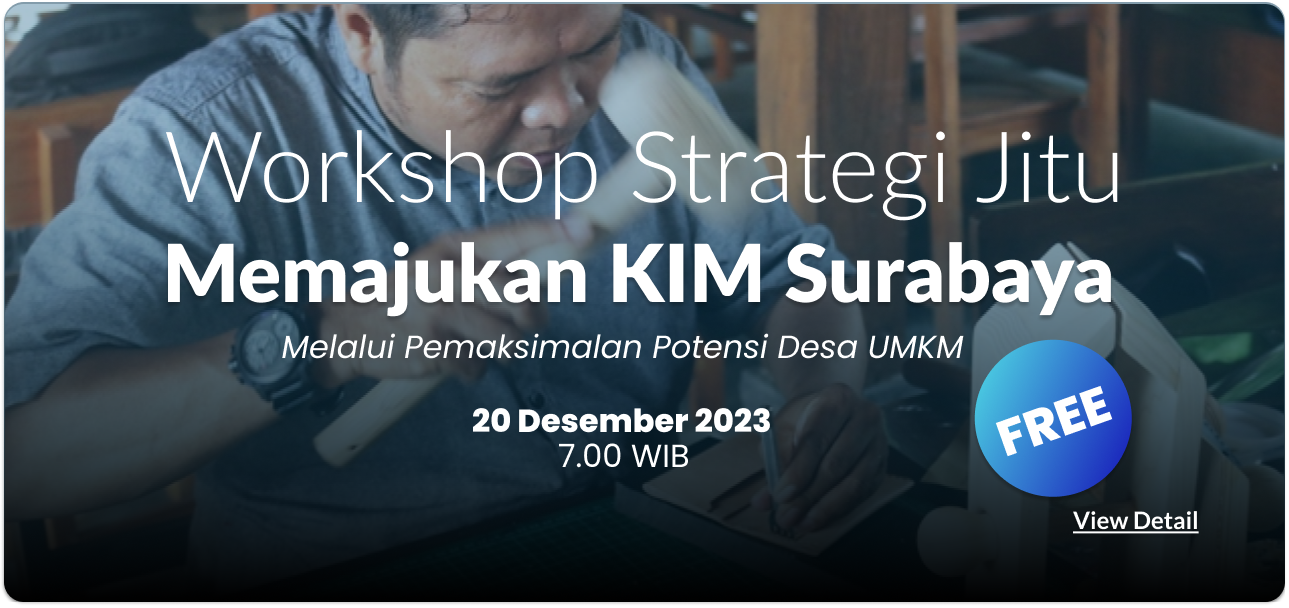 Workshop Strategi Jitu
Memajukan KIM Surabaya
Melalui Pemaksimalan Potensi Desa UMKM
20 Desember 2023
7.00 WIB
FREE
View Detail